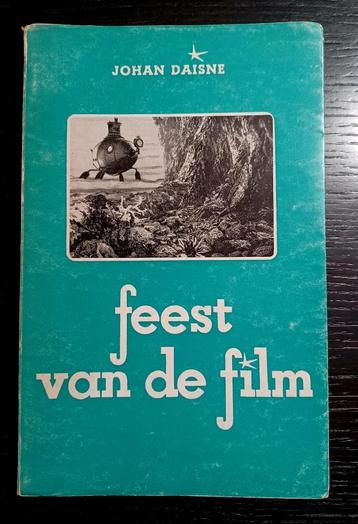 JOHAN DAISNE
feest
van de film